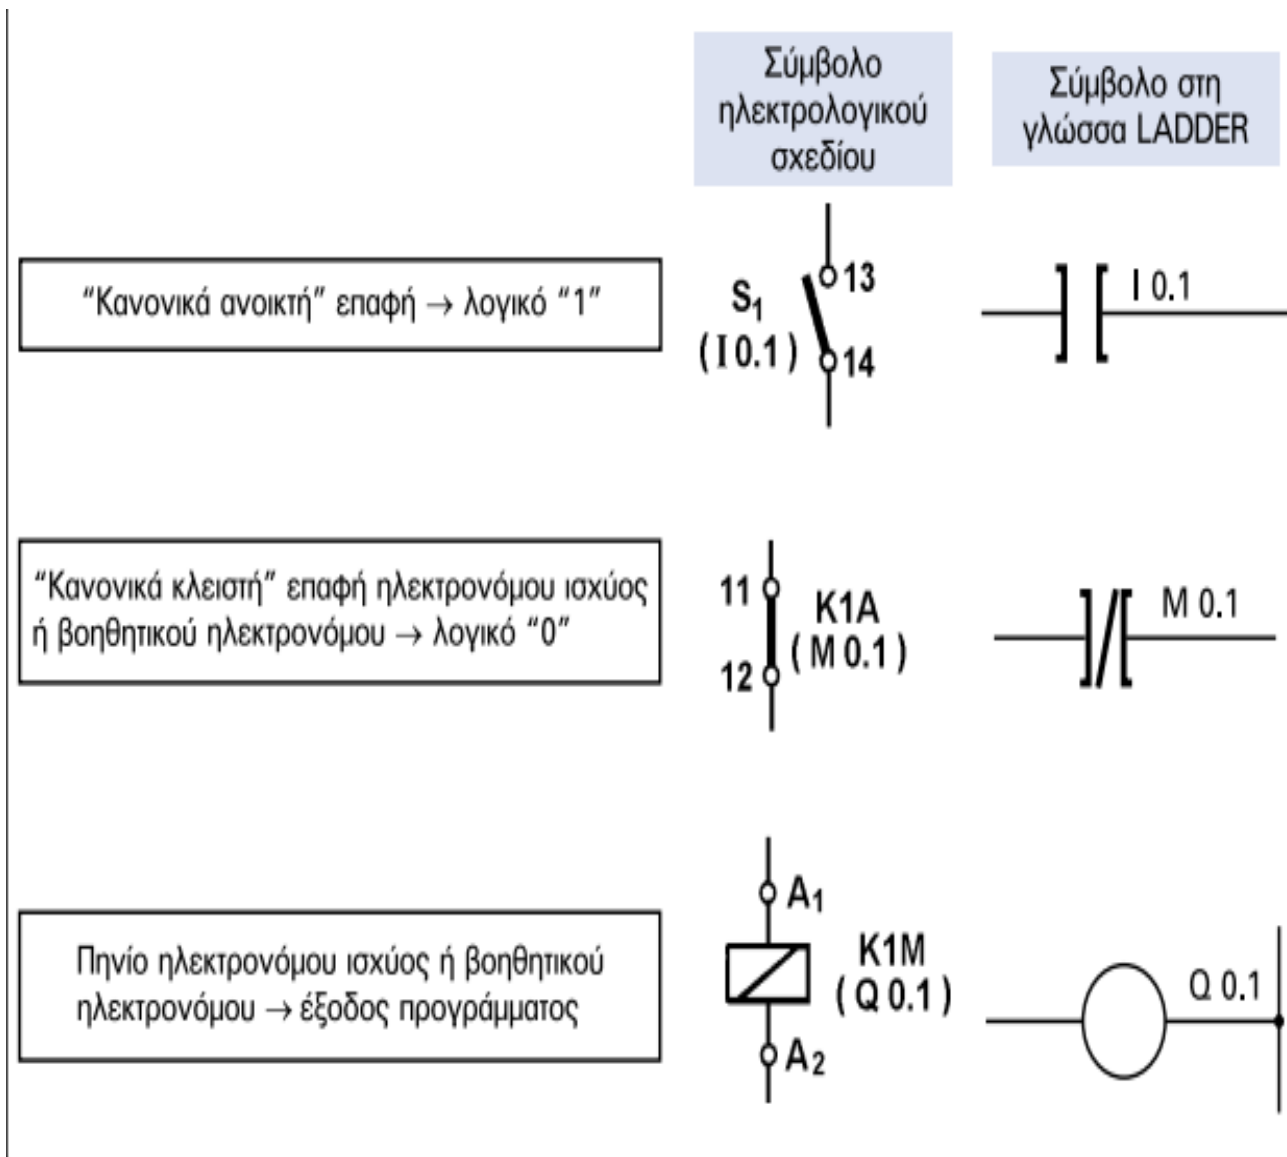 Σύμβολο
ηλεκτρολογικού
σχεδίου
Σύμβολο στη
γλώσσα LADDER
“Κανονικά ανοικτή” επαφή → λογικό “1”
S1
(I 0.1)
13
14
I 0.1
“Κανονικά κλειστή” επαφή ηλεκτρονόμου ισχύος
ή βοηθητικού ηλεκτρονόμου → λογικό “0”
11
12
K1A
(M 0.1)
M 0.1
Πηνίο ηλεκτρονόμου ισχύος ή βοηθητικού
ηλεκτρονόμου → έξοδος προγράμματος
A1
A2
K1M
(Q 0.1)
Q 0.1